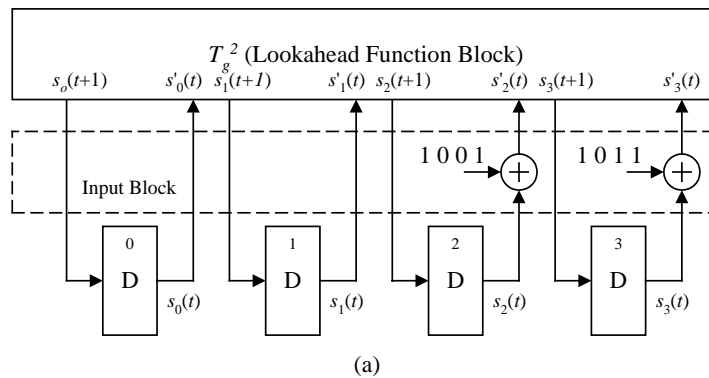 T_g^2 (Lookahead Function Block)
s_o(t+1) s'_0(t) s_1(t+1) s'_1(t) s_2(t+1) s'_2(t) s_3(t+1) s'_3(t)
1 0 0 1 1 0 1 1
Input Block
0 1 2 3
D D D D
s_0(t) s_1(t) s_2(t) s_3(t)
(a)